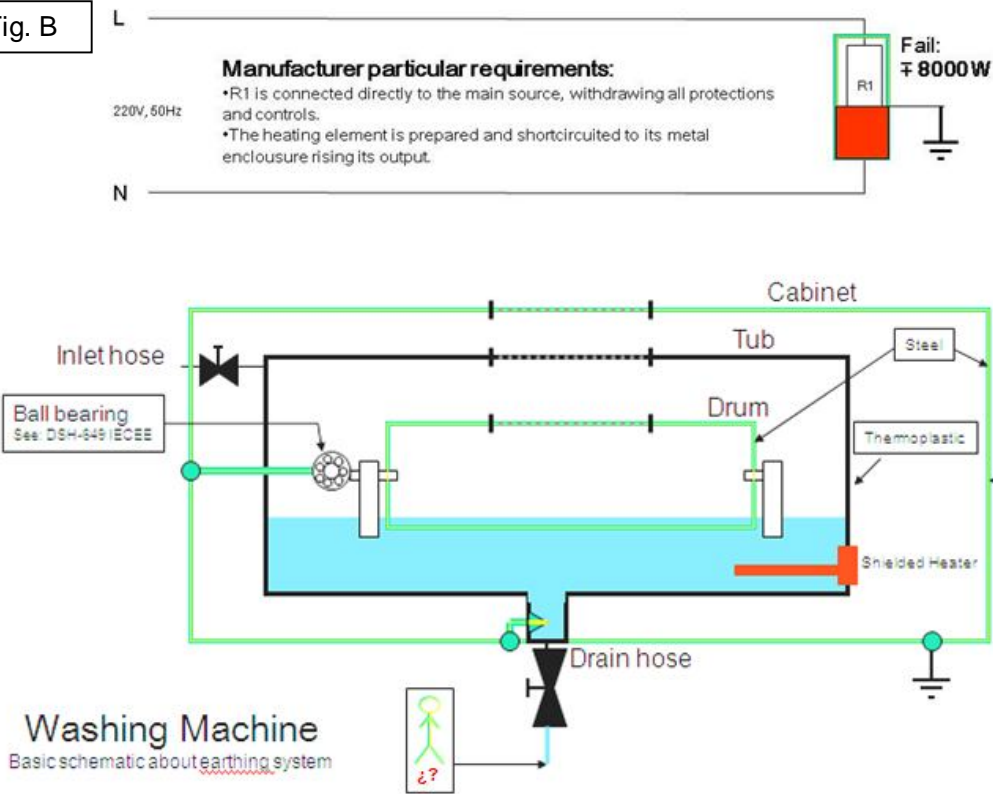 ig. B
L
Fail:
∓ 8000W
R1
Manufacturer particular requirements:
•R1 is connected directly to the main source, withdrawing all protections
and controls.
•The heating element is prepared and shortcircuited to its metal
enclousure rising its output.
220V, 50Hz
N
Cabinet
Inlet hose
Tub
Steel
Ball bearing
See: DSH-649 IECEE
Drum
Thermoplastic
Shielded Heater
Drain hose
Washing Machine
Basic schematic about earthing system
¿?